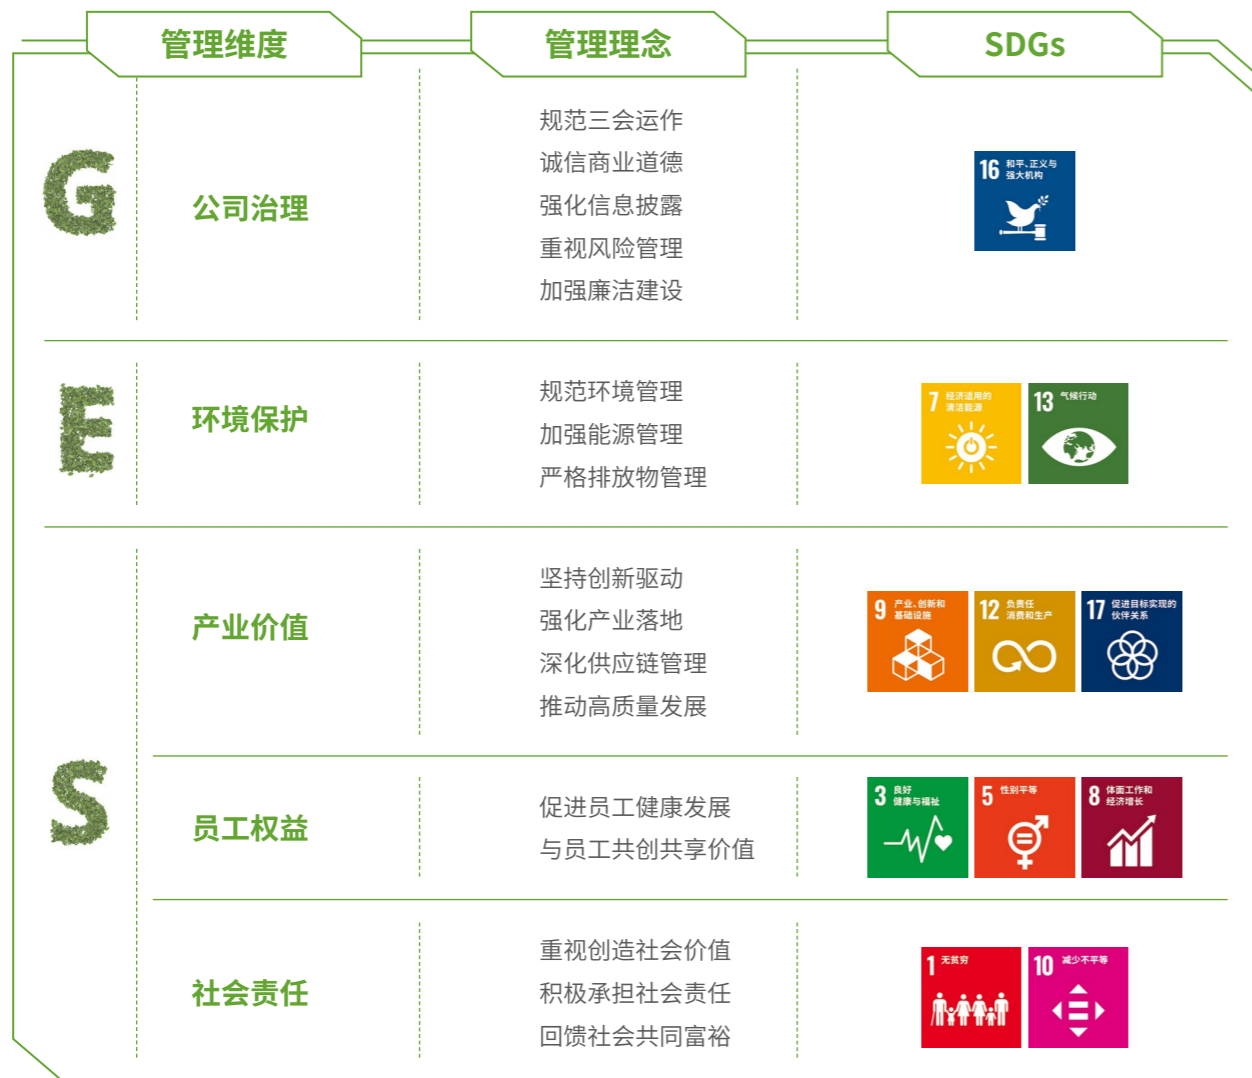 管理维度
管理理念
SDGs
G
公司治理
规范三会运作
诚信商业道德
强化信息披露
重视风险管理
加强廉洁建设
16 和平、正义与
强大机构
E
环境保护
规范环境管理
加强能源管理
严格排放物管理
7 经济适用的
清洁能源
13 气候行动
S
产业价值
坚持创新驱动
强化产业落地
深化供应链管理
推动高质量发展
9 产业、创新和
基础设施
12 负责任
消费和生产
17 促进目标实现的
伙伴关系
员工权益
促进员工健康发展
与员工共创共享价值
3 良好
健康与福祉
5 性别平等
8 体面工作和
经济增长
社会责任
重视创造社会价值
积极承担社会责任
回馈社会共同富裕
1 无贫穷
10 减少不平等